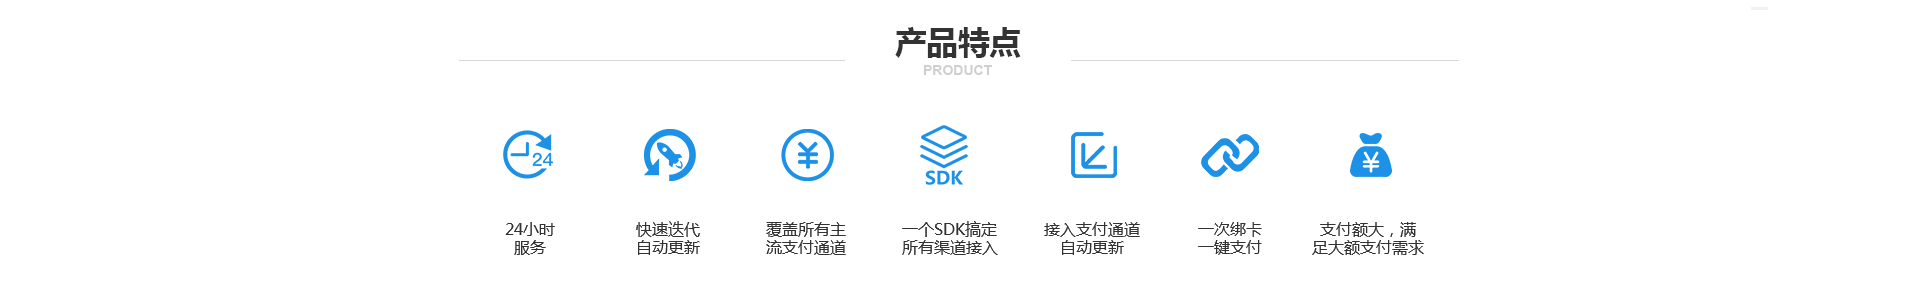 产品特点
PRODUCT
24
SDK
24小时
服务
快速迭代
自动更新
覆盖所有主
流支付通道
一个SDK搞定
所有渠道接入
接入支付通道
自动更新
一次绑卡
一键支付
支付额大，满
足大额支付需求